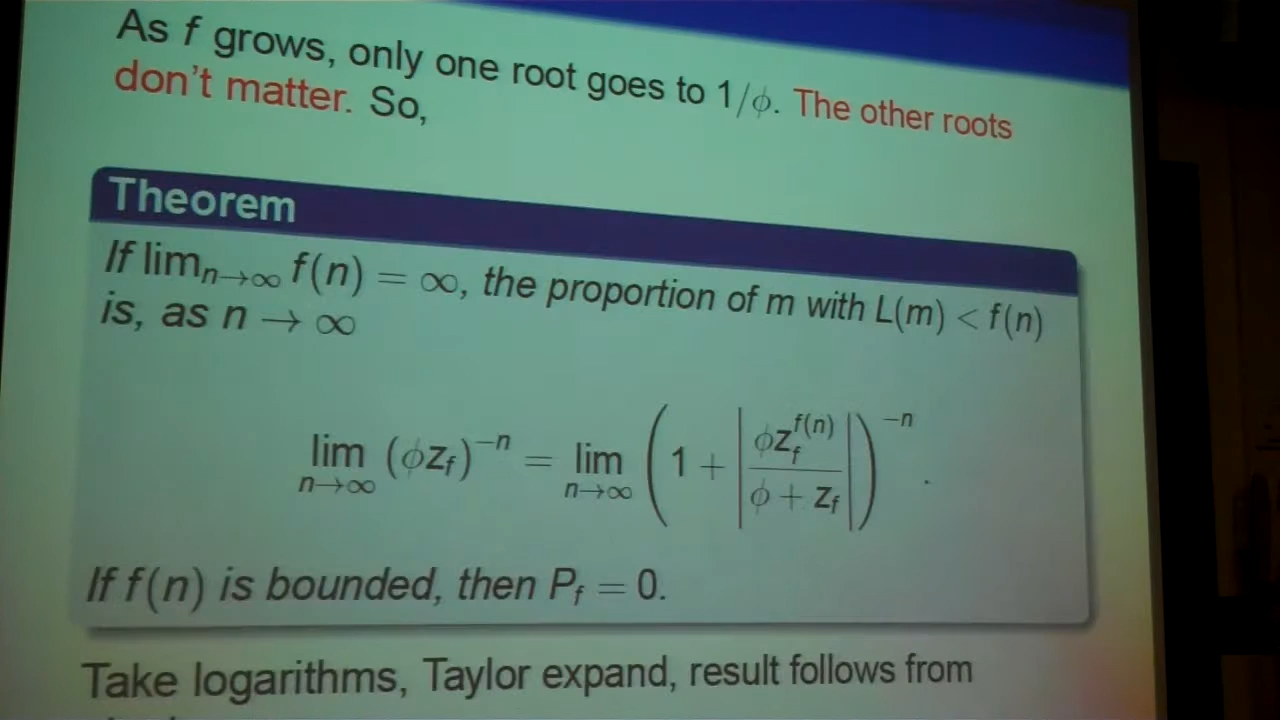 As f grows, only one root goes to 1/ϕ. The other roots
don't matter. So,
Theorem
If lim_{n→∞} f(n) = ∞, the proportion of m with L(m) < f(n)
is, as n → ∞
lim_{n→∞} (ϕz_f)^{−n} = lim_{n→∞} (1 + |ϕz_f^{f(n)} / (ϕ + z_f)|)^{−n}.
If f(n) is bounded, then P_f = 0.
Take logarithms, Taylor expand, result follows from